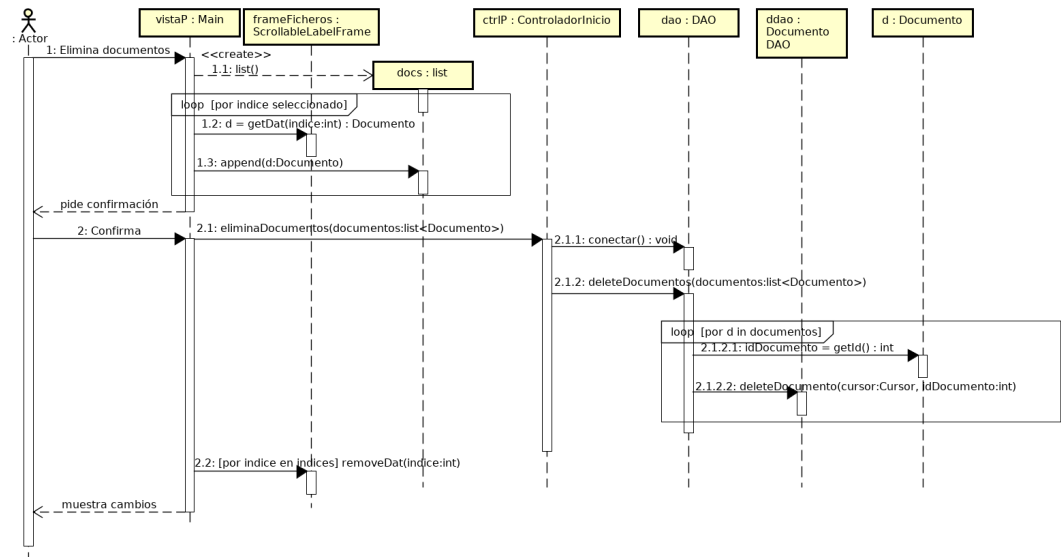 vistaP : Main
frameFicheros :
ScrollableLabelFrame
ctrlP : ControladorInicio
dao : DAO
ddao :
Documento
DAO
d : Documento
: Actor
1: Elimina documentos
<<create>>
1.1: list()
docs : list
loop [por indice seleccionado]
1.2: d = getDat(indice:int) : Documento
1.3: append(d:Documento)
pide confirmación
2: Confirma
2.1: eliminaDocumentos(documentos:list<Documento>)
2.1.1: conectar() : void
2.1.2: deleteDocumentos(documentos:list<Documento>)
loop [por d in documentos]
2.1.2.1: idDocumento = getId() : int
2.1.2.2: deleteDocumento(cursor:Cursor, idDocumento:int)
2.2: [por indice en indices] removeDat(indice:int)
muestra cambios